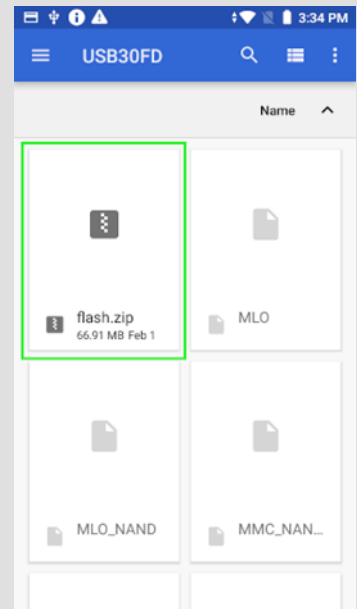 3:34 PM
USB30FD
Name
flash.zip
66.91 MB Feb 1
MLO
MLO_NAND
MMC_NAN...